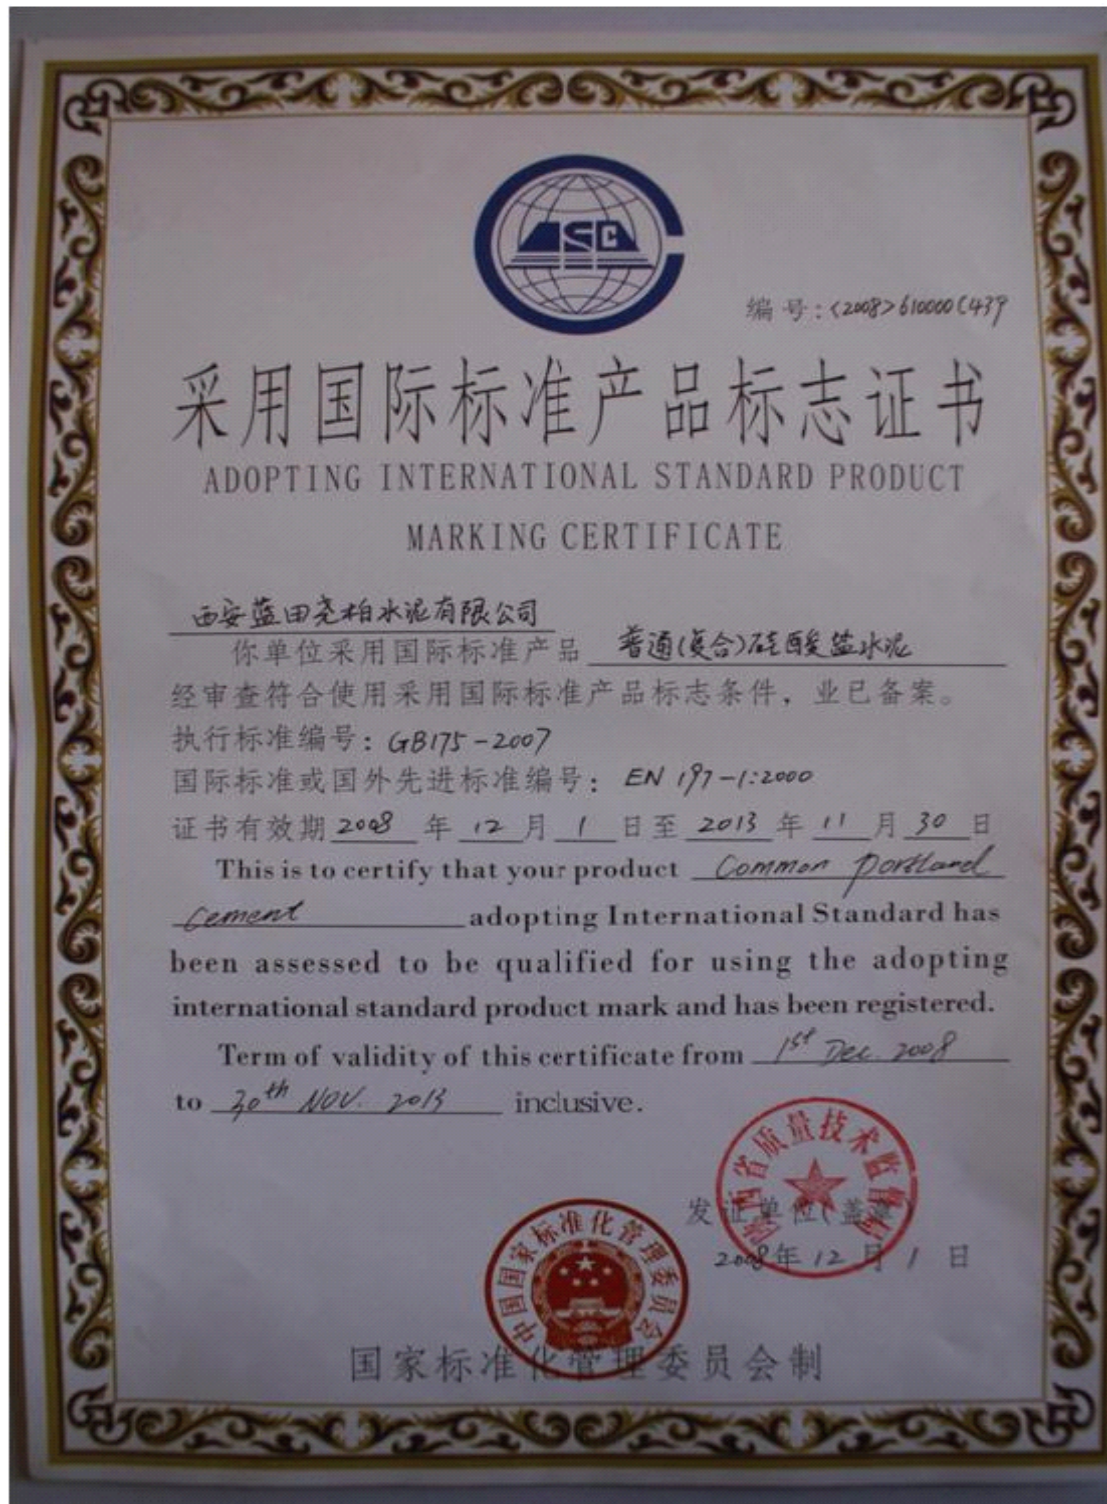 编号:<2008>610000C439
采用国际标准产品标志证书
ADOPTING INTERNATIONAL STANDARD PRODUCT
MARKING CERTIFICATE
西安蓝田尧柏水泥有限公司
你单位采用国际标准产品 普通(复合)硅酸盐水泥
经审查符合使用采用国际标准产品标志条件，业已备案。
执行标准编号：GB175-2007
国际标准或国外先进标准编号：EN 197-1:2000
证书有效期 2008 年 12 月 1 日至 2013 年 11 月 30 日
This is to certify that your product Common portland
cement adopting International Standard has
been assessed to be qualified for using the adopting
international standard product mark and has been registered.
Term of validity of this certificate from 1st Dec. 2008
to 30th NOV. 2013 inclusive.
陕西省质量技术监督局
发证单位(盖章)
2008年 12 月 1 日
中国国家标准化管理委员会
国家标准化管理委员会制